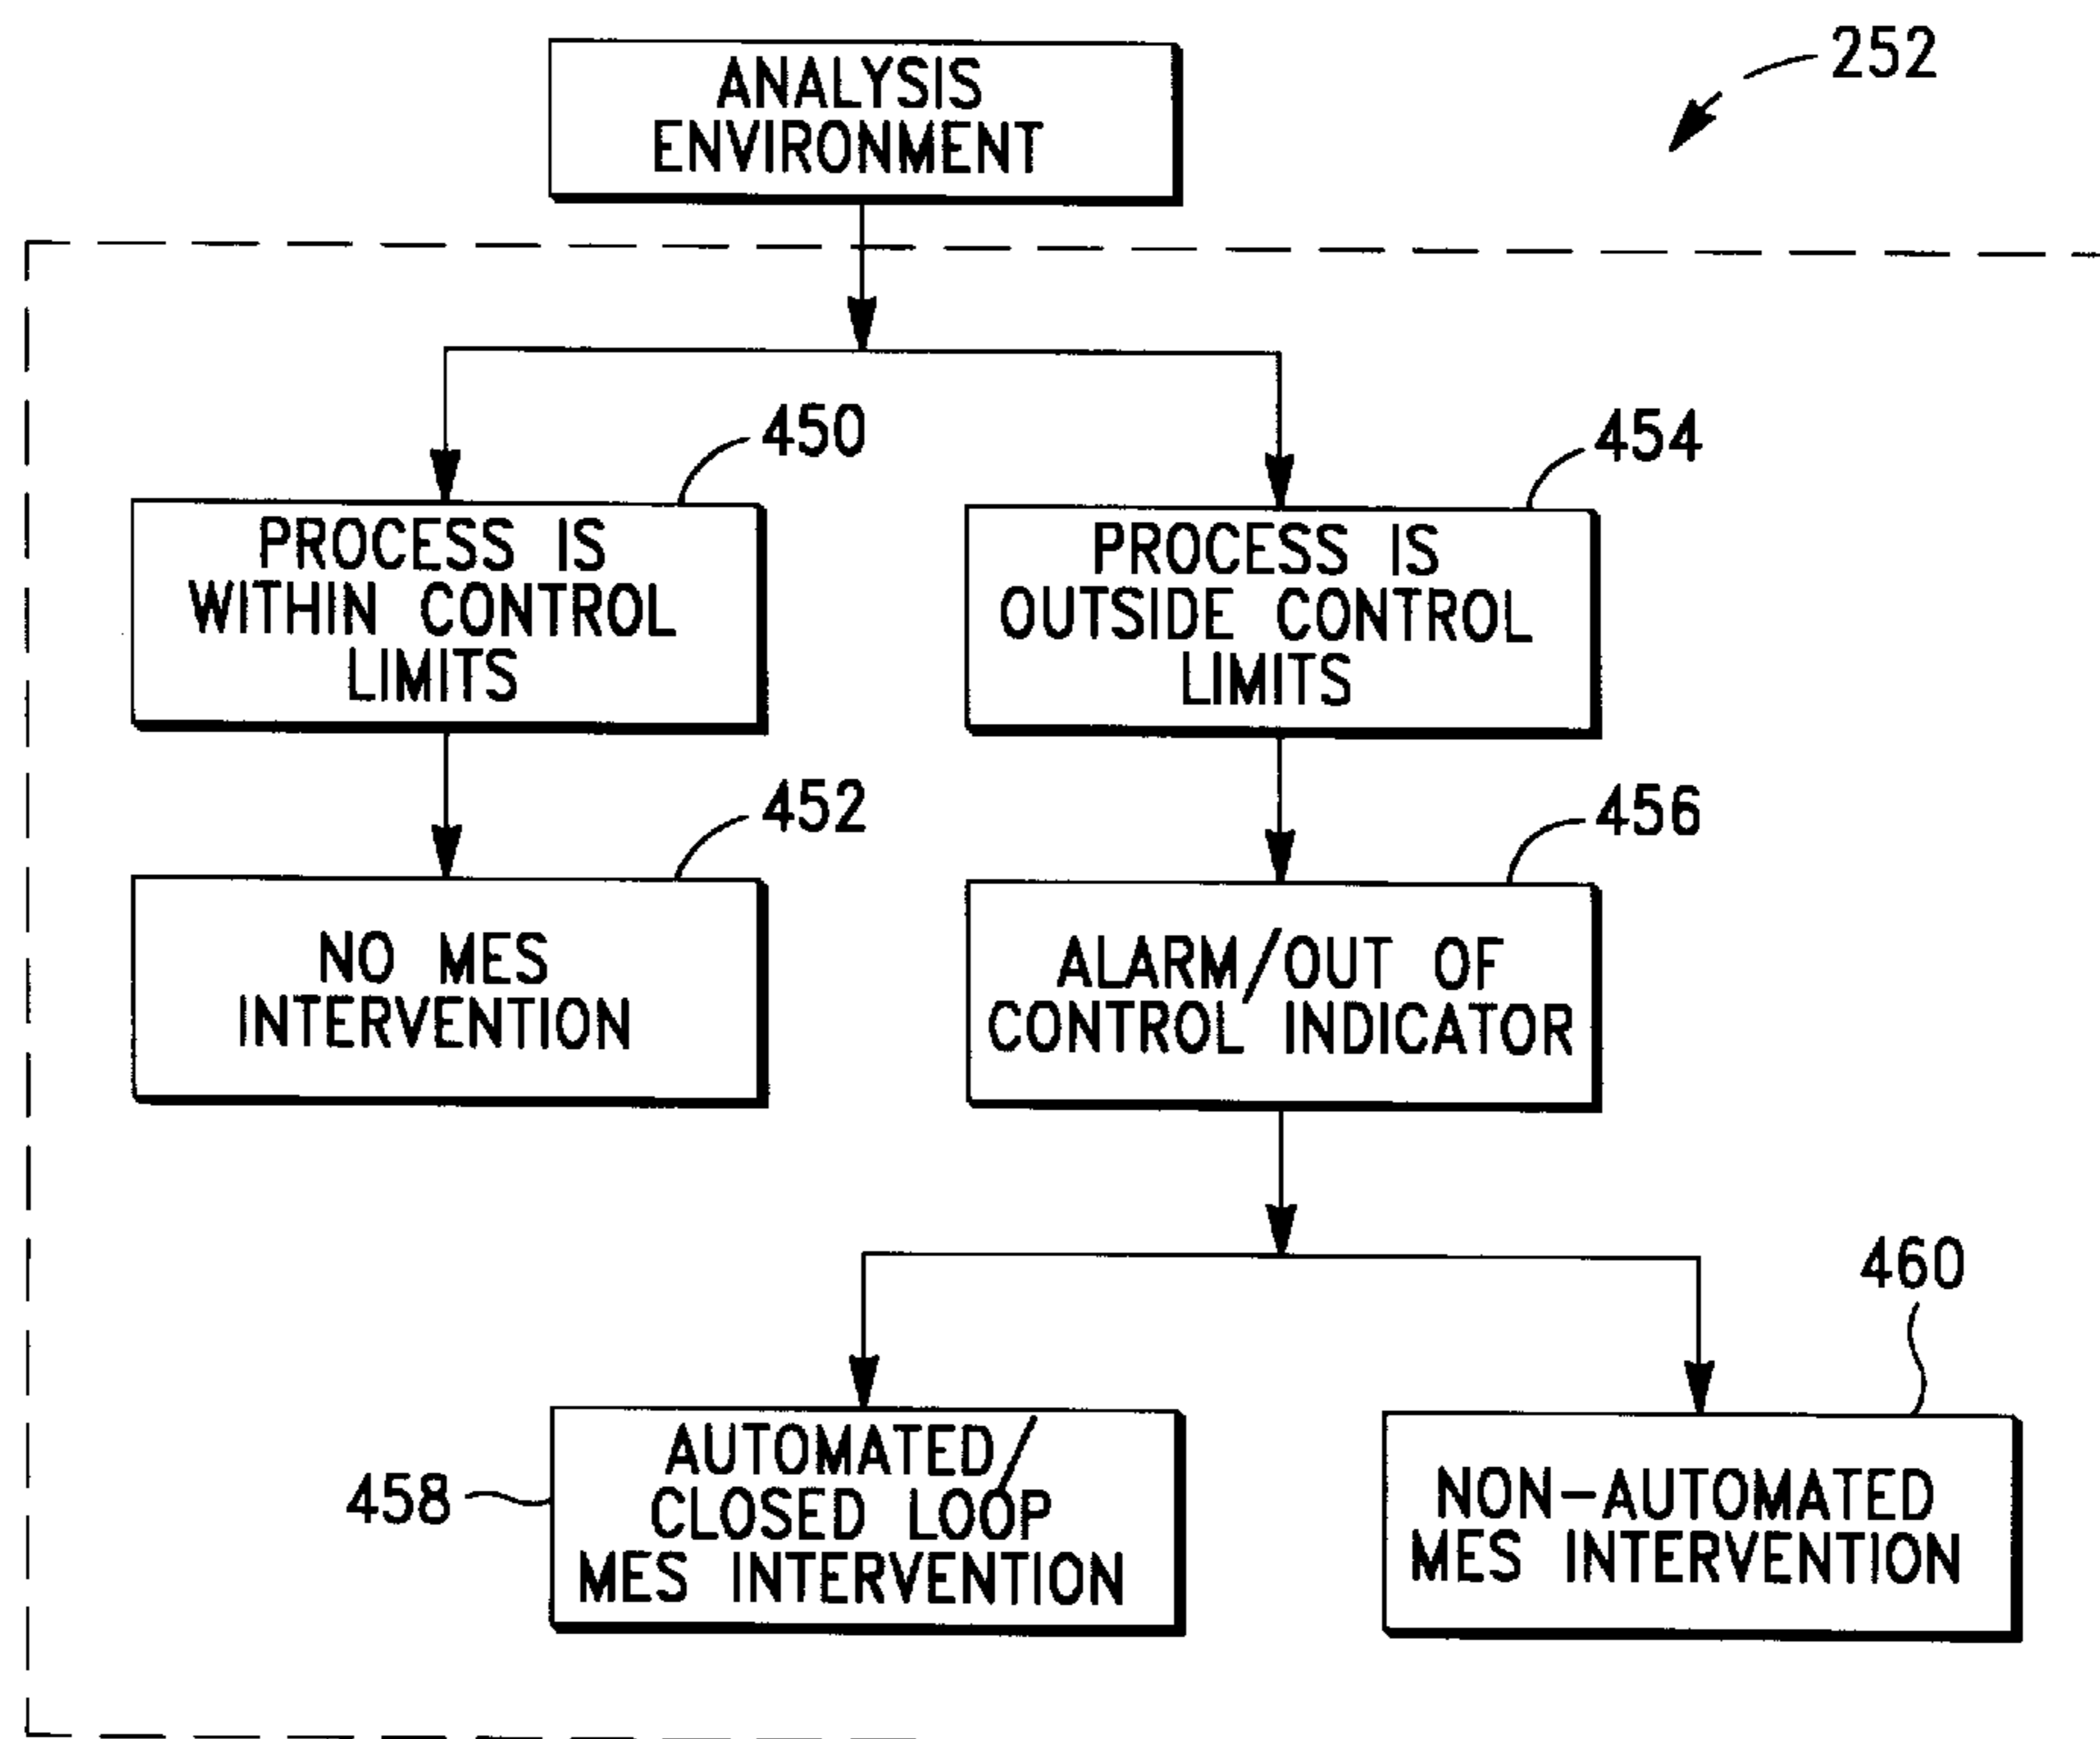 252
ANALYSIS
ENVIRONMENT
450
454
PROCESS IS
WITHIN CONTROL
LIMITS
PROCESS IS
OUTSIDE CONTROL
LIMITS
452
456
NO MES
INTERVENTION
ALARM/OUT OF
CONTROL INDICATOR
460
458
AUTOMATED/
CLOSED LOOP
MES INTERVENTION
NON-AUTOMATED
MES INTERVENTION